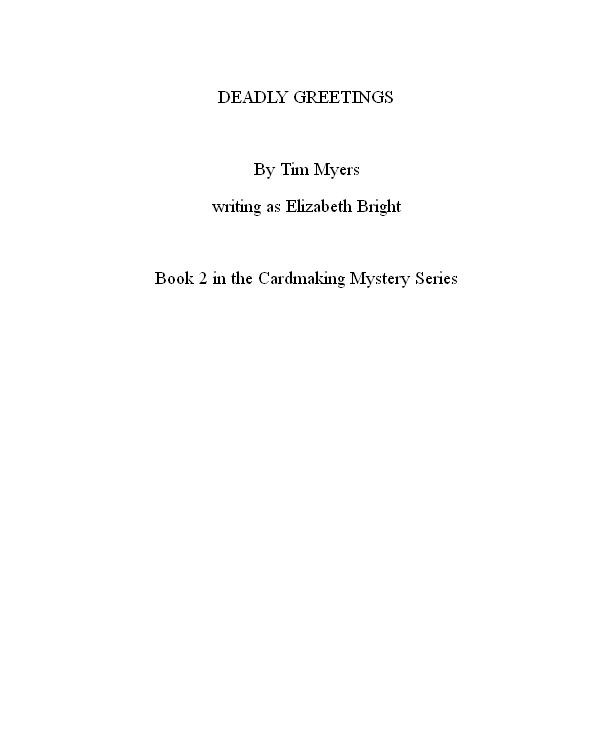 DEADLY GREETINGS
By Tim Myers
writing as Elizabeth Bright
Book 2 in the Cardmaking Mystery Series